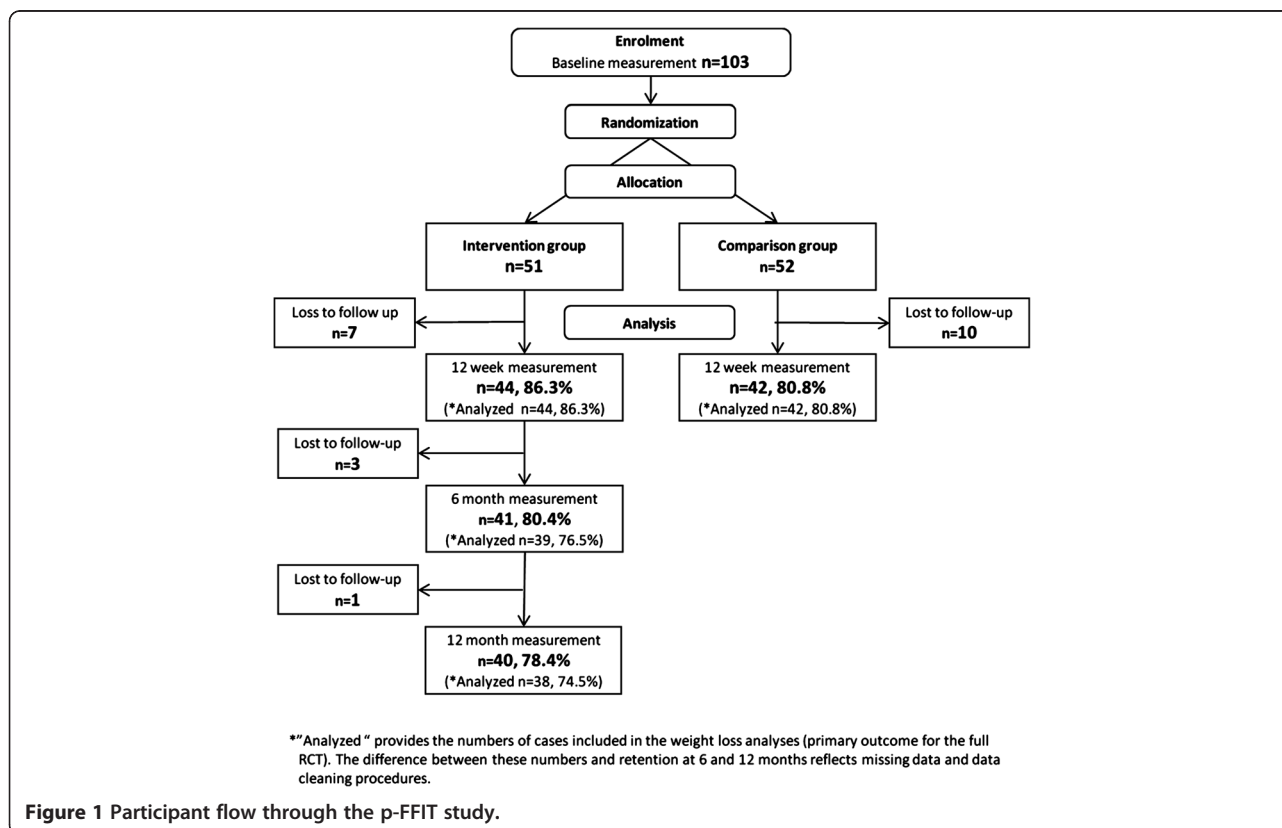 Enrolment
Baseline measurement n=103
Randomization
Allocation
Intervention group
n=51
Comparison group
n=52
Loss to follow up
n=7
Analysis
Lost to follow-up
n=10
12 week measurement
n=44, 86.3%
(*Analyzed n=44, 86.3%)
12 week measurement
n=42, 80.8%
(*Analyzed n=42, 80.8%)
Lost to follow-up
n=3
6 month measurement
n=41, 80.4%
(*Analyzed n=39, 76.5%)
Lost to follow-up
n=1
12 month measurement
n=40, 78.4%
(*Analyzed n=38, 74.5%)
*"Analyzed " provides the numbers of cases included in the weight loss analyses (primary outcome for the full
RCT). The difference between these numbers and retention at 6 and 12 months reflects missing data and data
cleaning procedures.
Figure 1 Participant flow through the p-FFIT study.